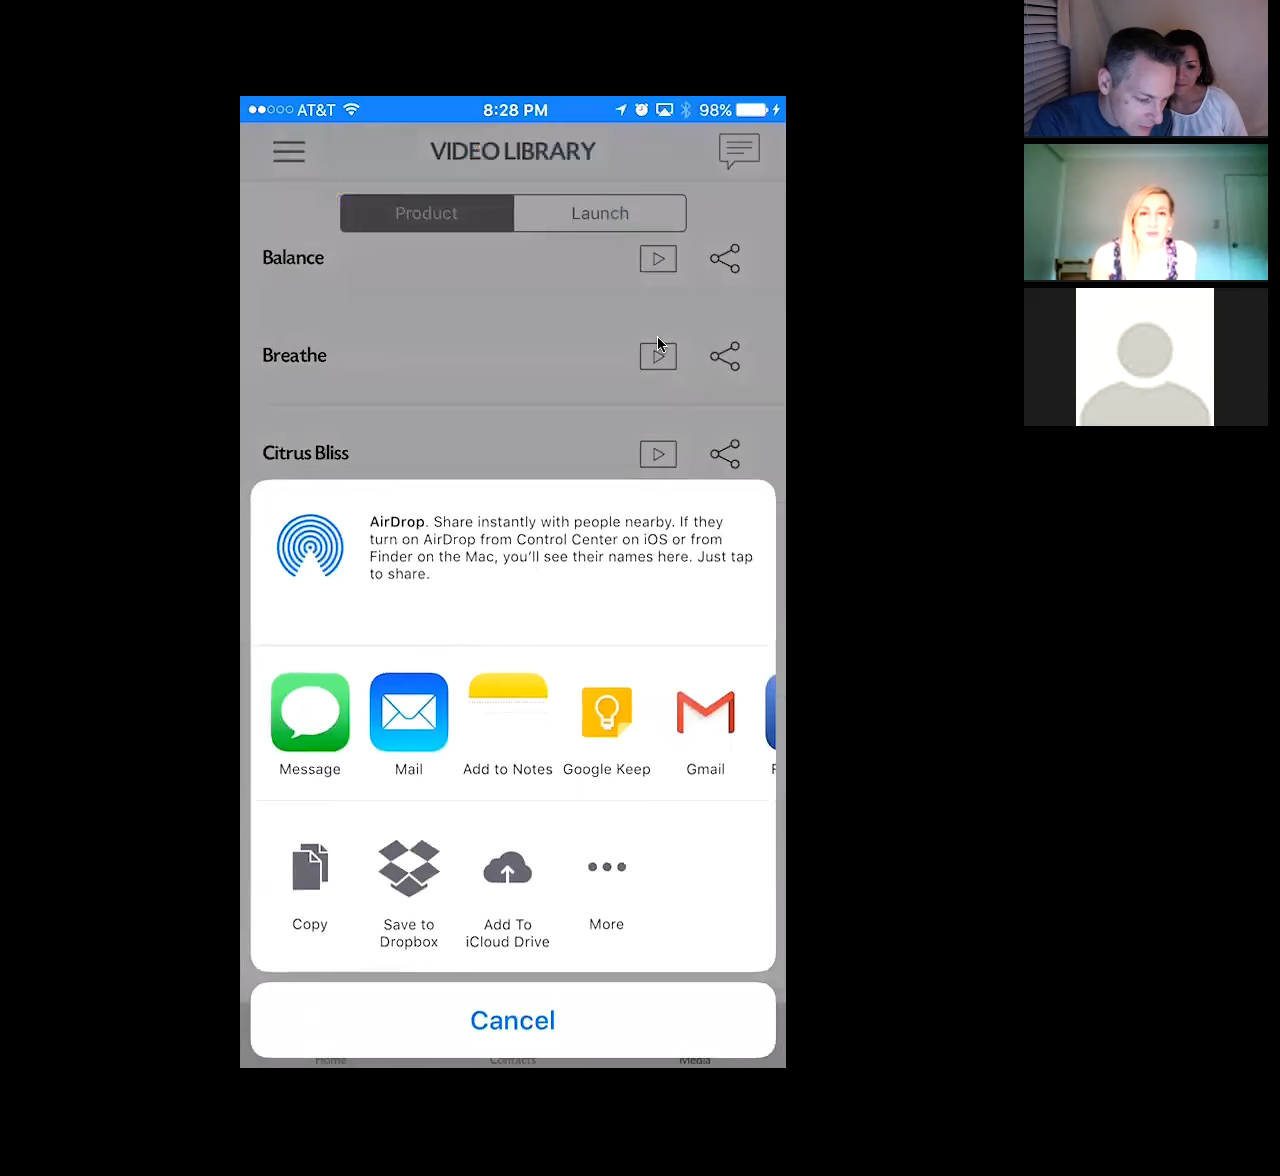 AT&T 8:28 PM 98%
VIDEO LIBRARY
Product Launch
Balance
Breathe
Citrus Bliss
AirDrop. Share instantly with people nearby. If they
turn on AirDrop from Control Center on iOS or from
Finder on the Mac, you'll see their names here. Just tap
to share.
Message Mail Add to Notes Google Keep Gmail F
Copy Save to Add To More
Dropbox iCloud Drive
Cancel
Home Contacts Media